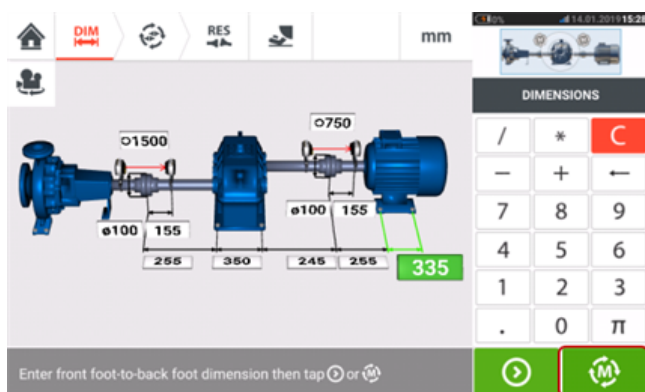 DIM
RES
mm
0%
14.01.2019 15:28
DIMENSIONS
1500
750
ø100
155
ø100
155
255
350
245
255
335
/ * C
− + ←
7 8 9
4 5 6
1 2 3
. 0 π
M
Enter front foot-to-back foot dimension then tap or M